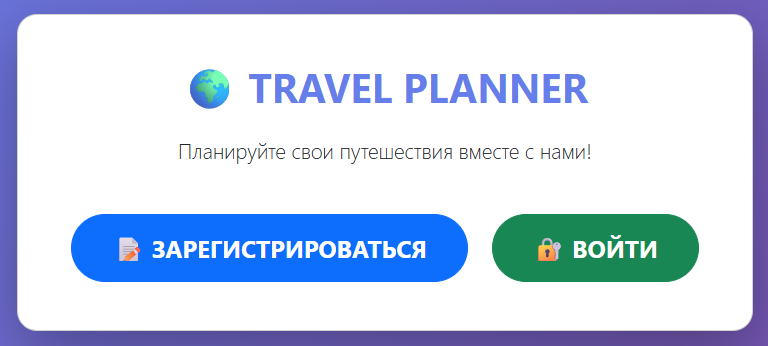 TRAVEL PLANNER
Планируйте свои путешествия вместе с нами!
ЗАРЕГИСТРИРОВАТЬСЯ
ВОЙТИ